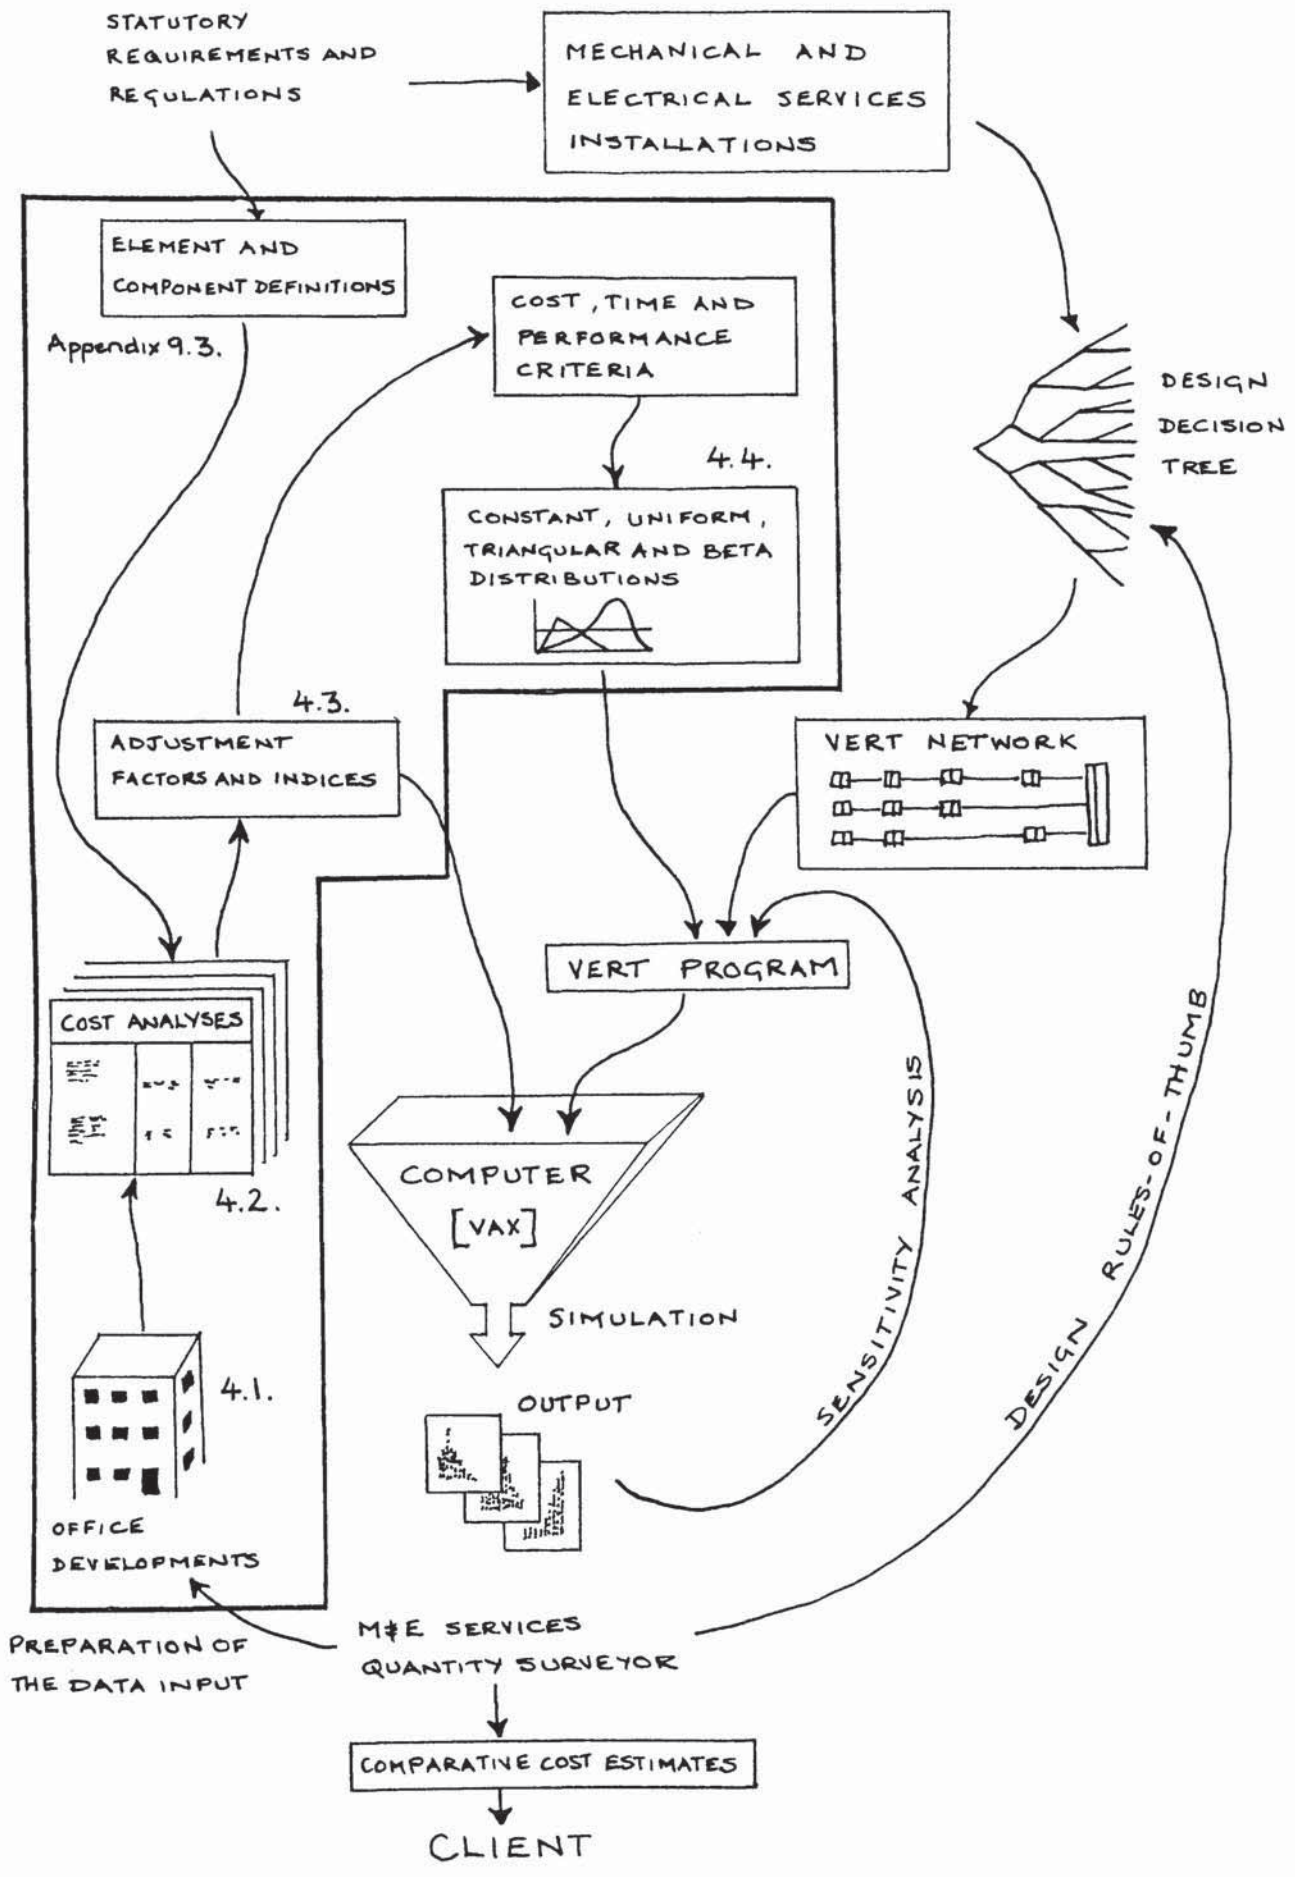 STATUTORY
REQUIREMENTS AND
REGULATIONS
MECHANICAL AND
ELECTRICAL SERVICES
INSTALLATIONS
ELEMENT AND
COMPONENT DEFINITIONS
Appendix 9.3.
COST, TIME AND
PERFORMANCE
CRITERIA
DESIGN
DECISION
TREE
4.4.
CONSTANT, UNIFORM,
TRIANGULAR AND BETA
DISTRIBUTIONS
4.3.
ADJUSTMENT
FACTORS AND INDICES
VERT NETWORK
VERT PROGRAM
COST ANALYSES
4.2.
COMPUTER
[VAX]
SIMULATION
SENSITIVITY ANALYSIS
DESIGN RULES-OF-THUMB
4.1.
OUTPUT
OFFICE
DEVELOPMENTS
PREPARATION OF
THE DATA INPUT
M&E SERVICES
QUANTITY SURVEYOR
COMPARATIVE COST ESTIMATES
CLIENT